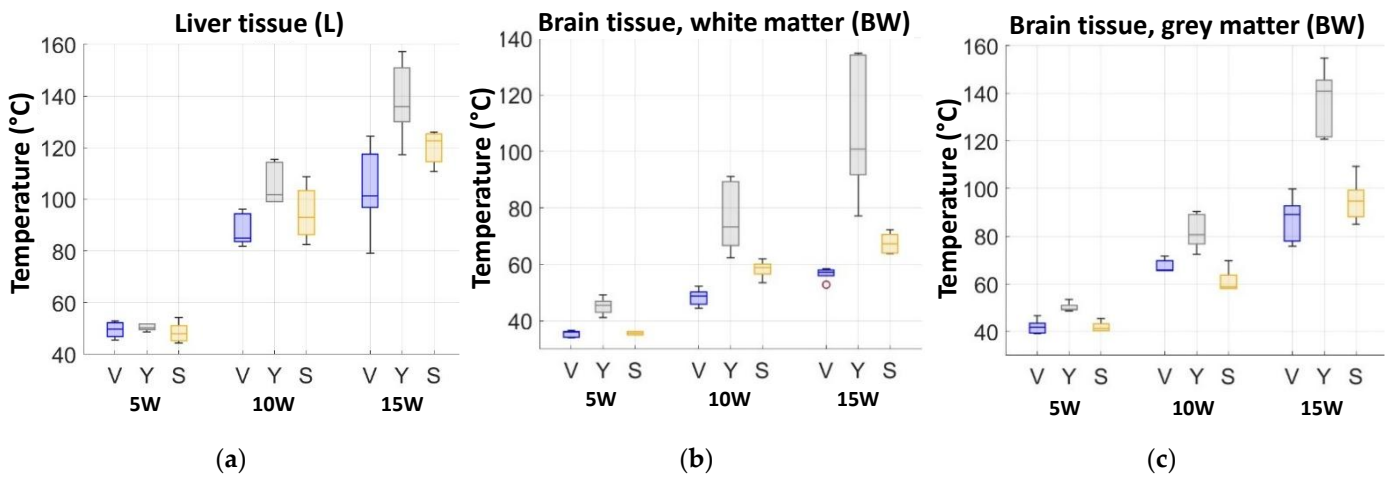 Liver tissue (L)
Temperature (°C)
160
140
120
100
80
60
40
V Y S V Y S V Y S
5W 10W 15W
(a)
Brain tissue, white matter (BW)
Temperature (°C)
140
120
100
80
60
40
V Y S V Y S V Y S
5W 10W 15W
(b)
Brain tissue, grey matter (BW)
Temperature (°C)
160
140
120
100
80
60
40
V Y S V Y S V Y S
5W 10W 15W
(c)